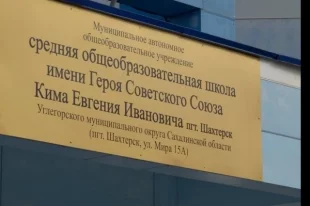 Муниципальное автономное
общеобразовательное учреждение
средняя общеобразовательная школа
имени Героя Советского Союза
Кима Евгения Ивановича пгт. Шахтерск
Углегорского муниципального округа Сахалинской области
(пгт. Шахтерск, ул. Мира 15А)